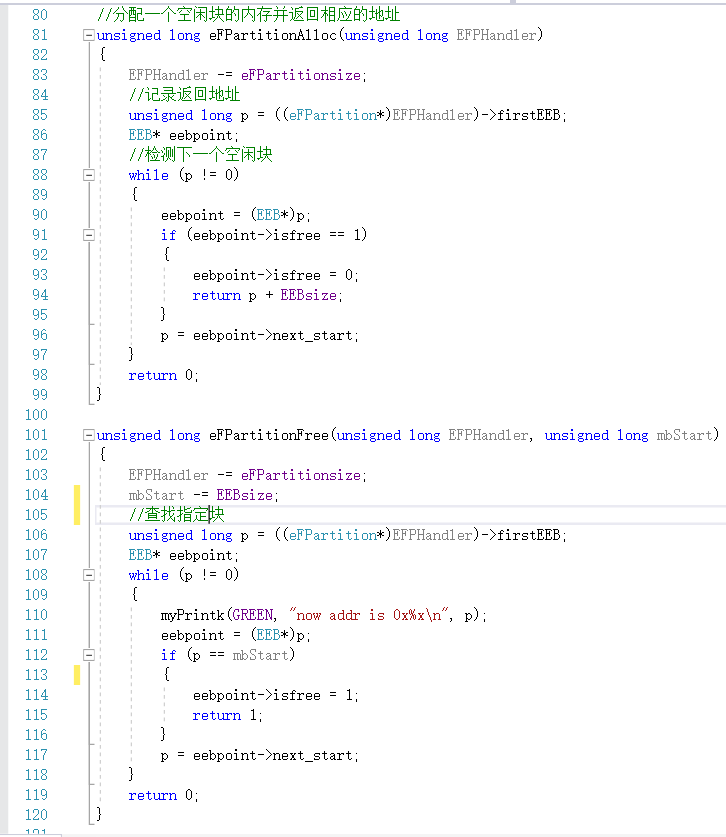 80 //分配一个空闲块的内存并返回相应的地址
81 unsigned long eFPartitionAlloc(unsigned long EFPHandler)
82 {
83 EFPHandler -= eFPartitionsize;
84 //记录返回地址
85 unsigned long p = ((eFPartition*)EFPHandler)->firstEEB;
86 EEB* eebpoint;
87 //检测下一个空闲块
88 while (p != 0)
89 {
90 eebpoint = (EEB*)p;
91 if (eebpoint->isfree == 1)
92 {
93 eebpoint->isfree = 0;
94 return p + EEBsize;
95 }
96 p = eebpoint->next_start;
97 }
98 return 0;
99 }
100
101 unsigned long eFPartitionFree(unsigned long EFPHandler, unsigned long mbStart)
102 {
103 EFPHandler -= eFPartitionsize;
104 mbStart -= EEBsize;
105 //查找指定块
106 unsigned long p = ((eFPartition*)EFPHandler)->firstEEB;
107 EEB* eebpoint;
108 while (p != 0)
109 {
110 myPrintk(GREEN, "now addr is 0x%x\n", p);
111 eebpoint = (EEB*)p;
112 if (p == mbStart)
113 {
114 eebpoint->isfree = 1;
115 return 1;
116 }
117 p = eebpoint->next_start;
118 }
119 return 0;
120 }